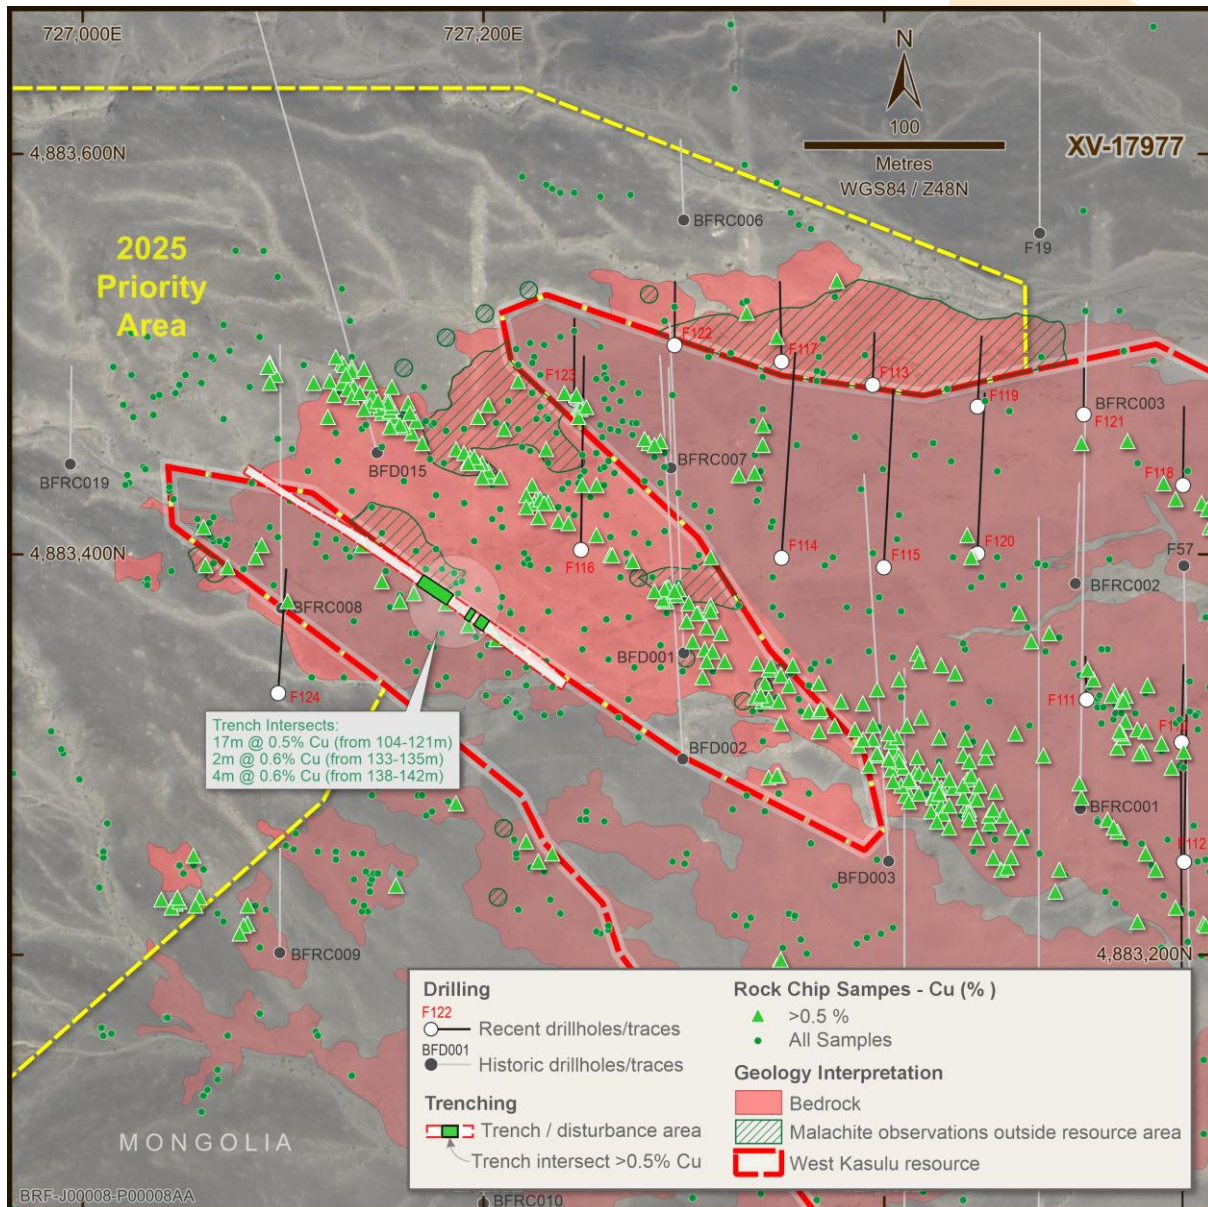 727,000E
727,200E
N
100
Metres
WGS84 / Z48N
XV-17977
4,883,600N
2025
Priority
Area
BFRC006
F19
F122
F117
F123
F113
F119
BFRC003
F121
BFD015
BFRC019
BFRC007
F118
4,883,400N
F116
F114
F115
F120
F57
BFRC002
BFRC008
BFD001
F124
F111
Trench Intersects:
17m @ 0.5% Cu (from 104-121m)
2m @ 0.6% Cu (from 133-135m)
4m @ 0.6% Cu (from 138-142m)
BFD002
BFRC001
BFD003
F112
BFRC009
4,883,200N
Drilling
F122
Recent drillholes/traces
BFD001
Historic drillholes/traces
Trenching
Trench / disturbance area
Trench intersect >0.5% Cu
Rock Chip Sampes - Cu (% )
>0.5 %
All Samples
Geology Interpretation
Bedrock
Malachite observations outside resource area
West Kasulu resource
MONGOLIA
BRF-J00008-P00008AA
BFRC010